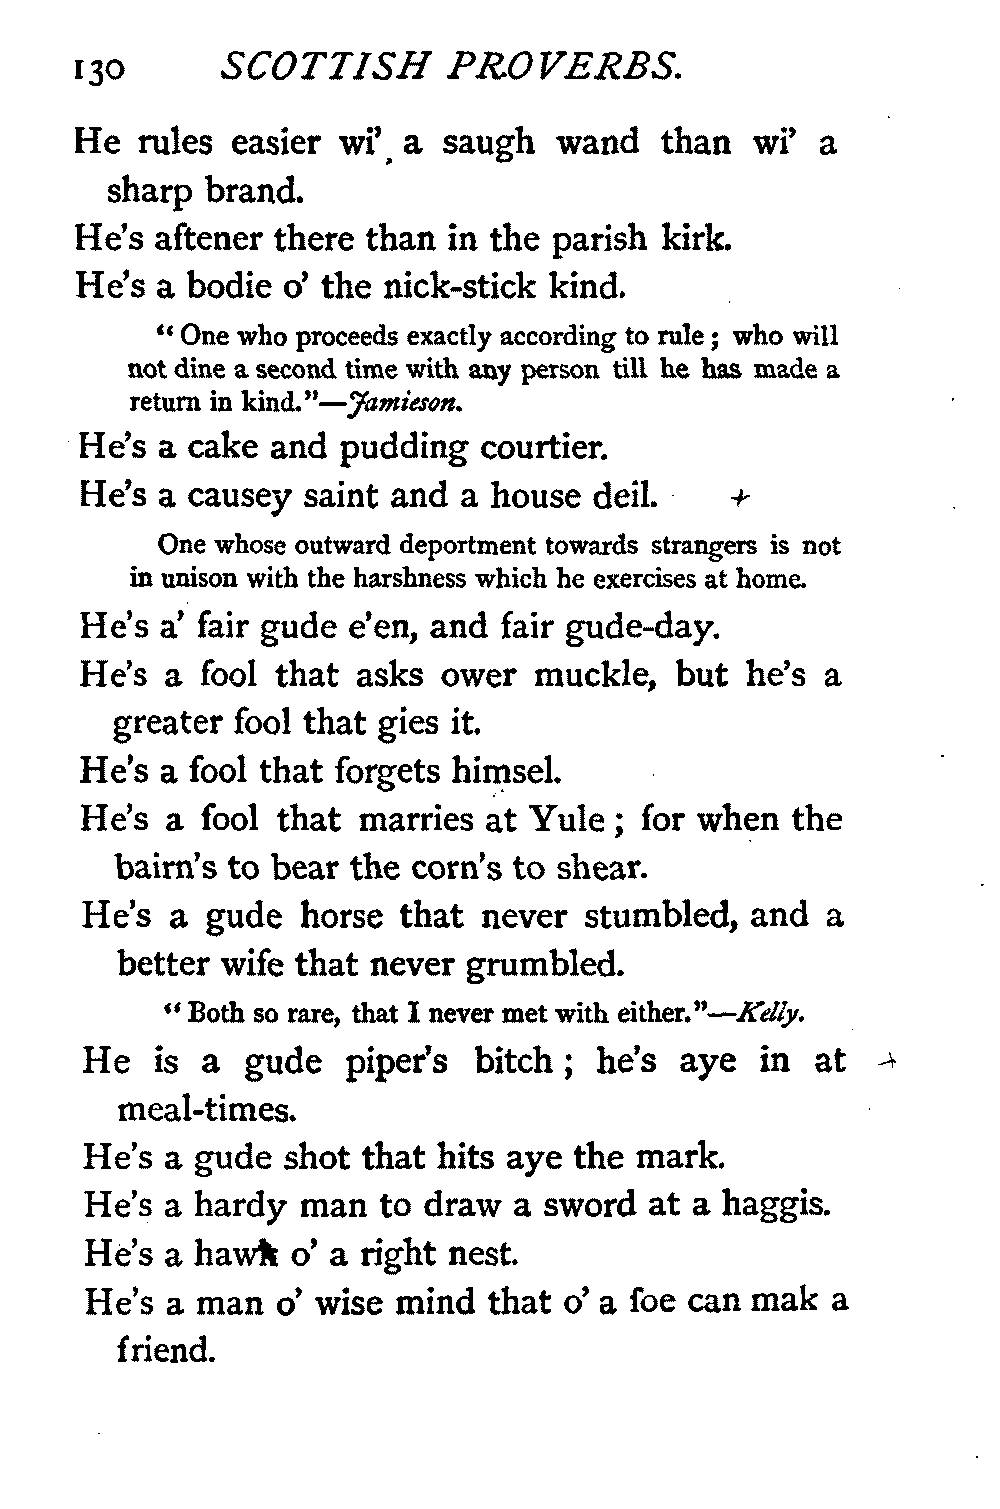 130 SCOTTISH PROVERBS.
He rules easier wi' a saugh wand than wi' a
sharp brand.
He's aftener there than in the parish kirk.
He's a bodie o' the nick-stick kind.
“ One who proceeds exactly according to rule ; who will
not dine a second time with any person till he has made a
return in kind.”—Jamieson.
He's a cake and pudding courtier.
He's a causey saint and a house deil.
One whose outward deportment towards strangers is not
in unison with the harshness which he exercises at home.
He's a' fair gude e'en, and fair gude-day.
He's a fool that asks ower muckle, but he's a
greater fool that gies it.
He's a fool that forgets himsel.
He's a fool that marries at Yule ; for when the
bairn's to bear the corn's to shear.
He's a gude horse that never stumbled, and a
better wife that never grumbled.
“ Both so rare, that I never met with either.”—Kelly.
He is a gude piper's bitch ; he's aye in at
meal-times.
He's a gude shot that hits aye the mark.
He's a hardy man to draw a sword at a haggis.
He's a hawk o' a right nest.
He's a man o' wise mind that o' a foe can mak a
friend.